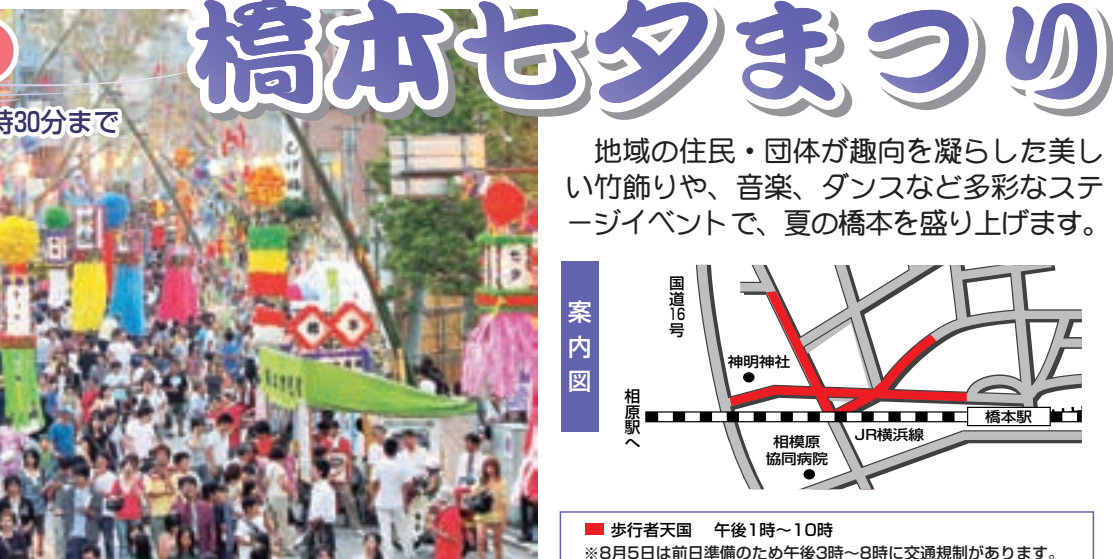 橋本七夕まつり
時30分まで
地域の住民・団体が趣向を凝らした美し
い竹飾りや、音楽、ダンスなど多彩なステ
ージイベントで、夏の橋本を盛り上げます。
案内図
国道16号
神明神社
相原駅へ
橋本駅
JR横浜線
相模原
協同病院
歩行者天国 午後1時～10時
※8月5日は前日準備のため午後3時～8時に交通規制があります。